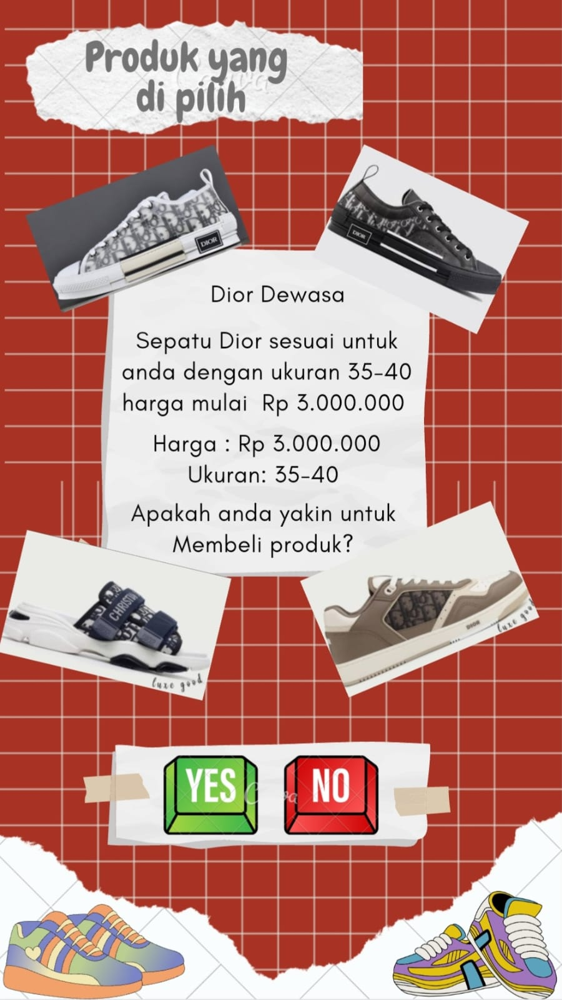 Produk yang
di pilih
DIOR
DIOR
Dior Dewasa
Sepatu Dior sesuai untuk
anda dengan ukuran 35-40
harga mulai Rp 3.000.000
Harga : Rp 3.000.000
Ukuran: 35-40
Apakah anda yakin untuk
Membeli produk?
CHRISTIAN
luxe good
DIOR
luxe good
YES
NO